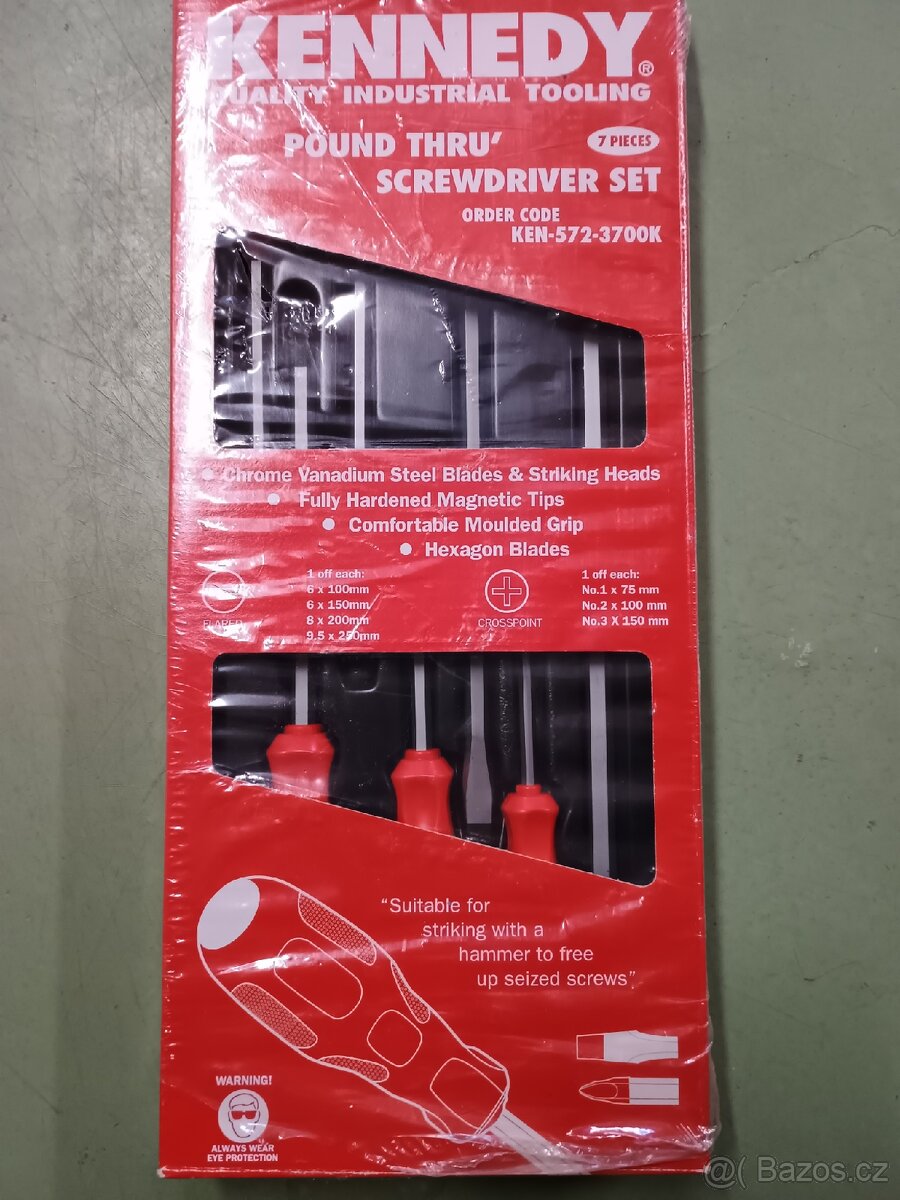 KENNEDY®
QUALITY INDUSTRIAL TOOLING
POUND THRU’
7 PIECES
SCREWDRIVER SET
ORDER CODE
KEN-572-3700K
• Chrome Vanadium Steel Blades & Striking Heads
• Fully Hardened Magnetic Tips
• Comfortable Moulded Grip
• Hexagon Blades
FLARED
1 off each:
6 x 100mm
6 x 150mm
8 x 200mm
9.5 x 250mm
CROSSPOINT
1 off each:
No.1 x 75 mm
No.2 x 100 mm
No.3 X 150 mm
“Suitable for
striking with a
hammer to free
up seized screws”
WARNING!
ALWAYS WEAR
EYE PROTECTION
@( Bazos.cz